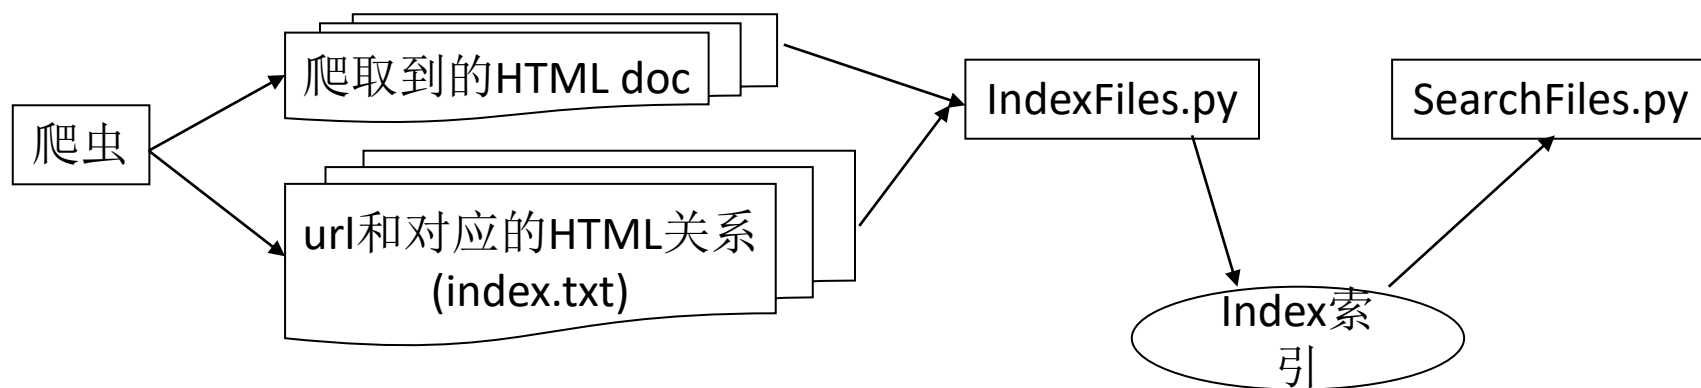 爬虫
爬取到的HTML doc
url和对应的HTML关系
(index.txt)
IndexFiles.py
Index索
引
SearchFiles.py